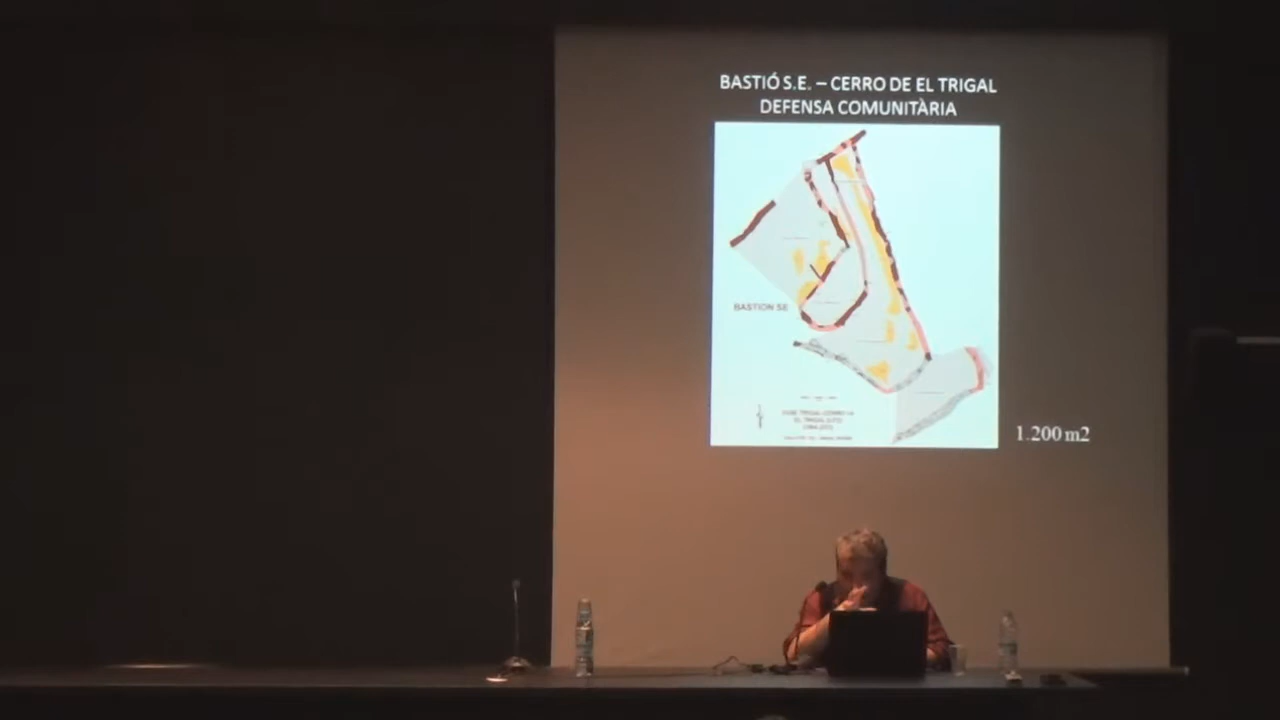 BASTIÓ S.E. – CERRO DE EL TRIGAL
DEFENSA COMUNITÀRIA
BASTION SE
1.200 m2